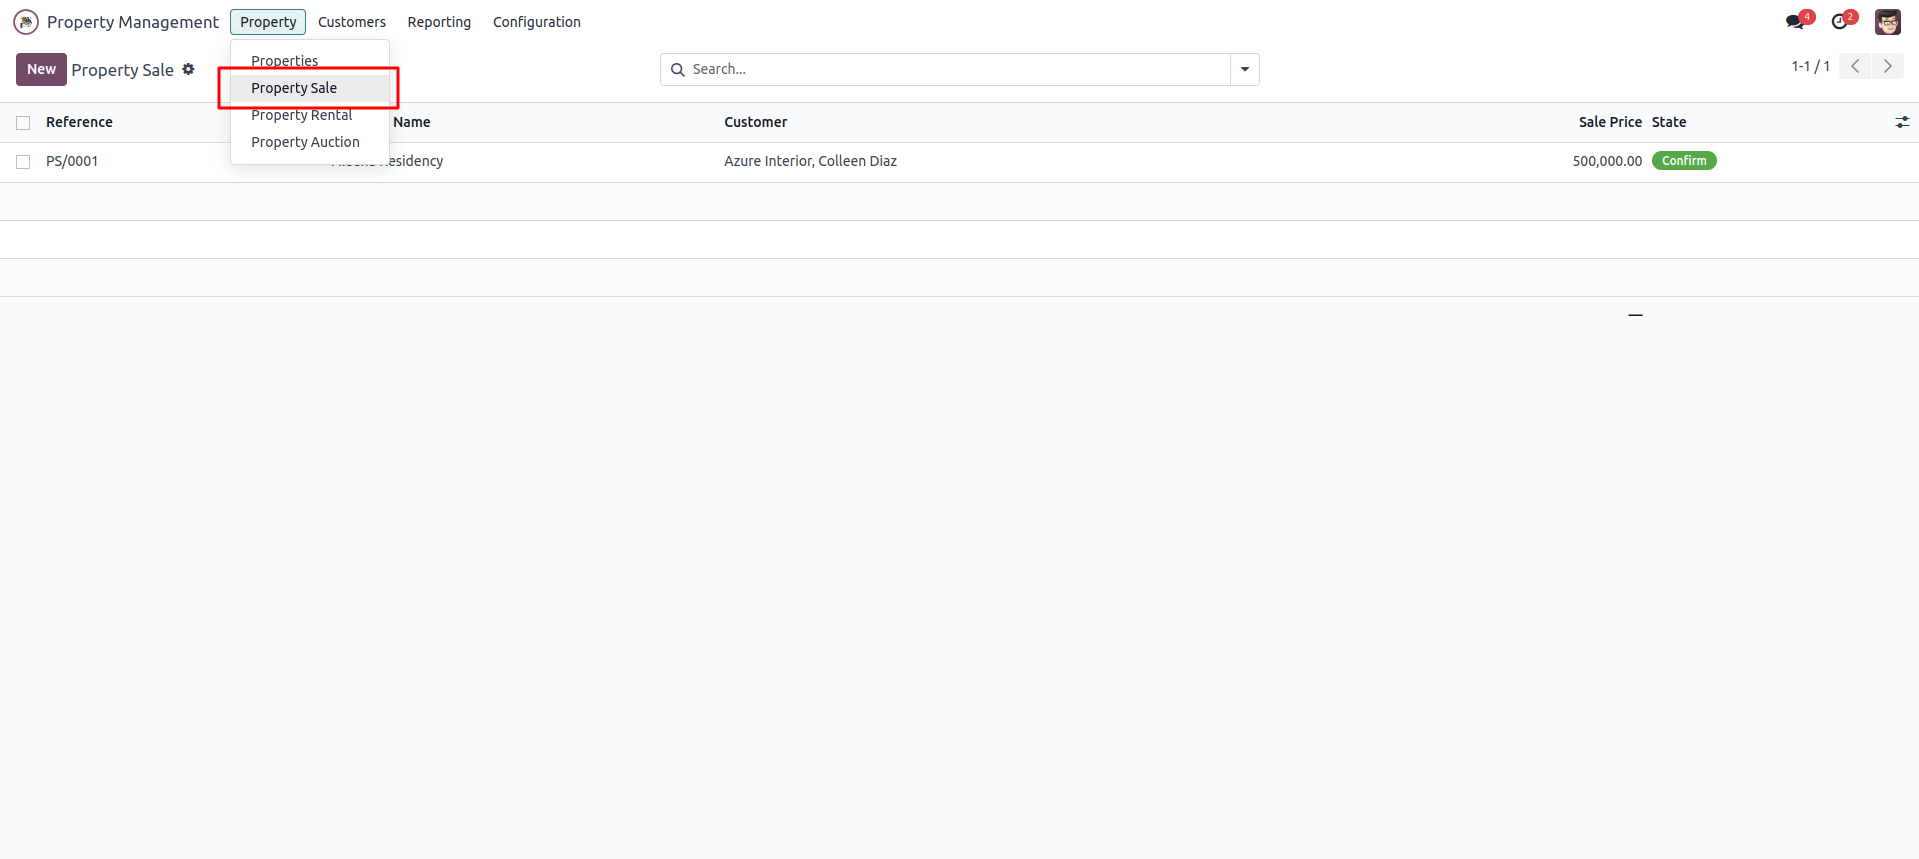 Property Management Property Customers Reporting Configuration 4 2
Properties
New Property Sale Search... 1-1 / 1
Property Sale
Property Rental
Reference Name Customer Sale Price State
Property Auction
PS/0001 Residency Azure Interior, Colleen Diaz 500,000.00 Confirm
—